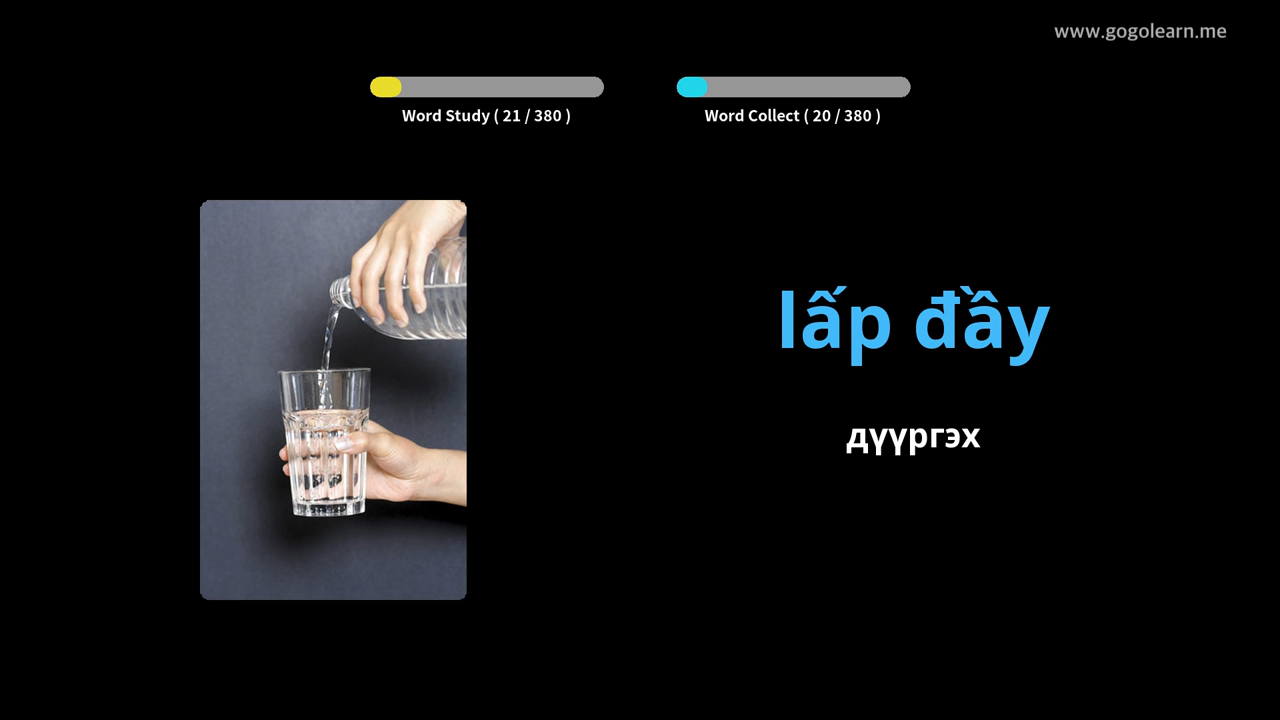 www.gogolearn.me
Word Study ( 21 / 380 )
Word Collect ( 20 / 380 )
lấp đầy
дүүргэх